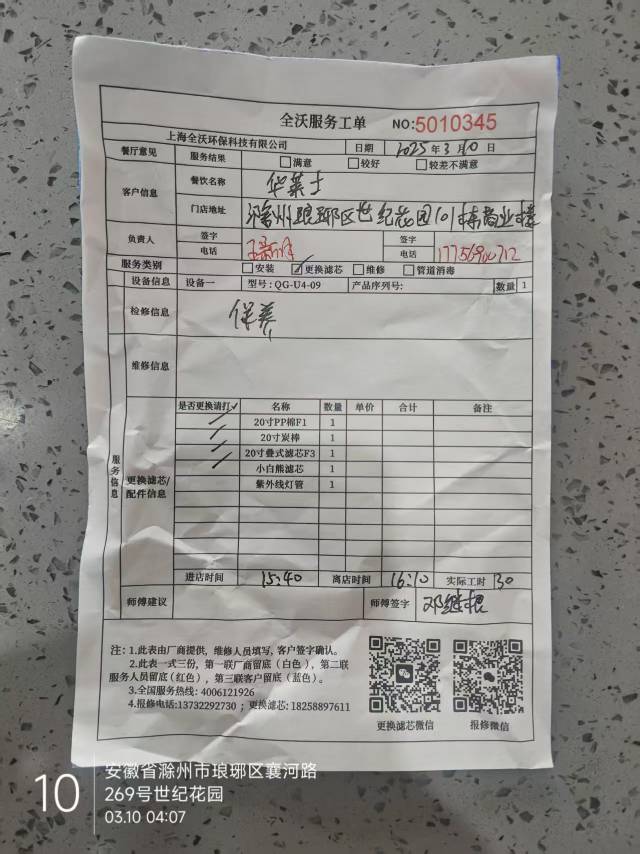 全沃服务工单 NO:5010345
上海全沃环保科技有限公司 日期 2025年3月10日
餐厅意见 服务结果 满意 较好 较差不满意
客户信息 餐饮名称 华莱士
门店地址 滁州琅琊区世纪花园101栋商业楼
负责人 签字 签字
电话 电话 17756900712
服务类别 安装 ✓更换滤芯 维修 管道消毒
设备信息 设备一 型号:QG-U4-09 产品序列号: 数量 1
检修信息 保养
维修信息
服务信息
更换滤芯/配件信息
是否更换请打✓ 名称 数量 单价 合计 备注
✓ 20寸PP棉F1 1
✓ 20寸炭棒 1
✓ 20寸叠式滤芯F3 1
小白熊滤芯 1
紫外线灯管 1
进店时间 15:40 离店时间 16:10 实际工时 30
师傅建议 师傅签字 邓继棍
注:1.此表由厂商提供,维修人员填写,客户签字确认。
2.此表一式三份,第一联厂商留底(白色),第二联
服务人员留底(红色),第三联客户留底(蓝色)。
3.全国服务热线:4006121926
4.报修电话:13732292730;更换滤芯:18258897611
更换滤芯微信 报修微信
10
安徽省滁州市琅琊区襄河路
269号世纪花园
03.10 04:07